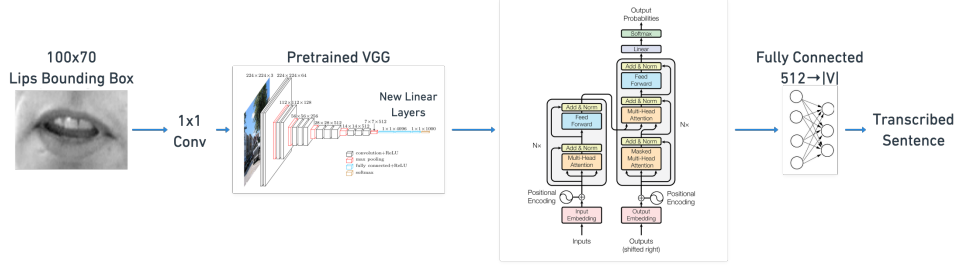 100x70
Lips Bounding Box
1x1
Conv
Pretrained VGG
224×224×3 224×224×64
112×112×128
56×56×256
28×28×512
14×14×512
7×7×512
1×1×4096 1×1×1000
New Linear
Layers
convolution+ReLU
max pooling
fully connected+ReLU
softmax
Output
Probabilities
Softmax
Linear
Add & Norm
Feed
Forward
Add & Norm
Multi-Head
Attention
Add & Norm
Feed
Forward
N×
Add & Norm
Multi-Head
Attention
Add & Norm
Masked
Multi-Head
Attention
N×
Positional
Encoding
Positional
Encoding
Input
Embedding
Output
Embedding
Inputs
Outputs
(shifted right)
Fully Connected
512→|V|
Transcribed
Sentence